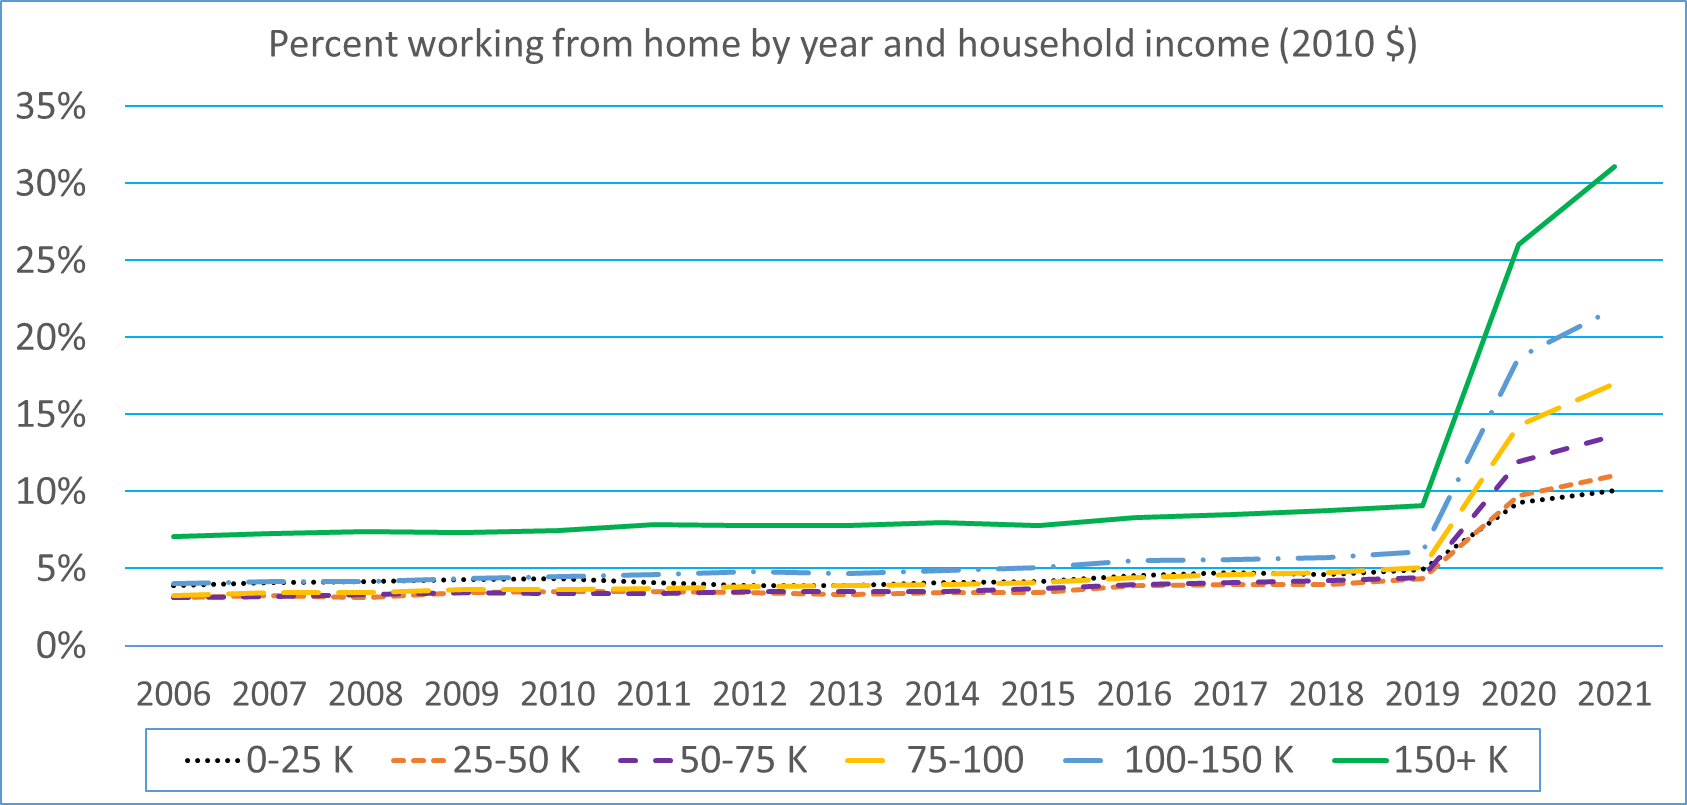 Percent working from home by year and household income (2010 $)
35%
30%
25%
20%
15%
10%
5%
0%
2006 2007 2008 2009 2010 2011 2012 2013 2014 2015 2016 2017 2018 2019 2020 2021
0-25 K 25-50 K 50-75 K 75-100 100-150 K 150+ K